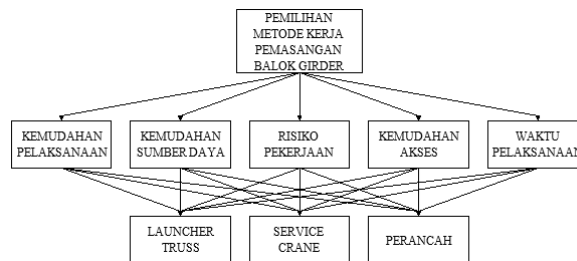 PEMILIHAN
METODE KERJA
PEMASANGAN
BALOK GIRDER
KEMUDAHAN
PELAKSANAAN
KEMUDAHAN
SUMBER DAYA
RISIKO
PEKERJAAN
KEMUDAHAN
AKSES
WAKTU
PELAKSANAAN
LAUNCHER
TRUSS
SERVICE
CRANE
PERANCAH